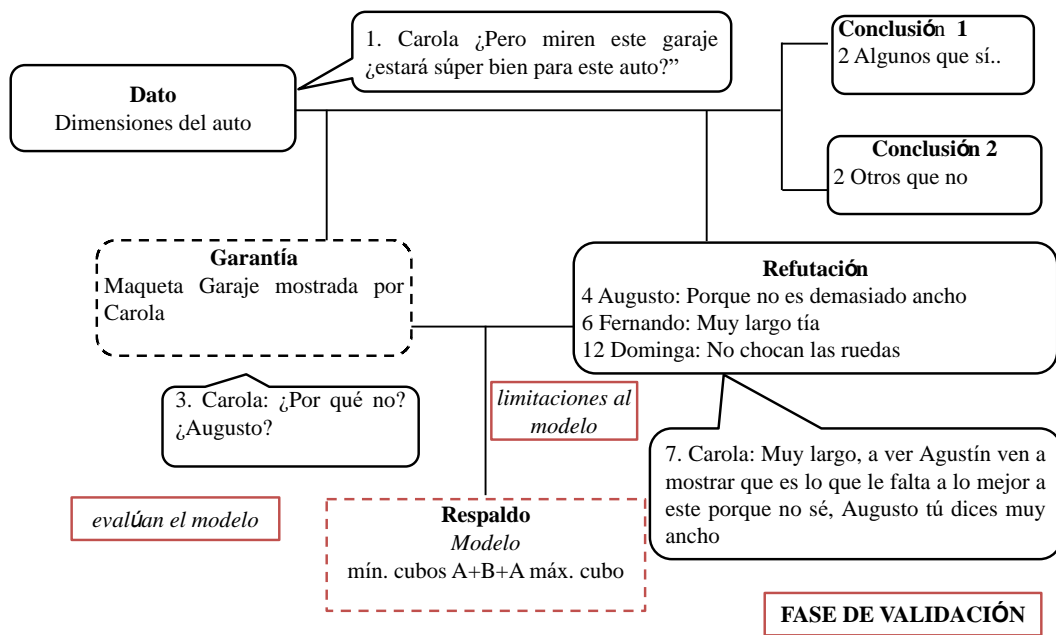 1. Carola ¿Pero miren este garaje
¿estará súper bien para este auto?”
Conclusión 1
2 Algunos que sí..
Dato
Dimensiones del auto
Conclusión 2
2 Otros que no
Garantía
Maqueta Garaje mostrada por
Carola
Refutación
4 Augusto: Porque no es demasiado ancho
6 Fernando: Muy largo tía
12 Dominga: No chocan las ruedas
3. Carola: ¿Por qué no?
¿Augusto?
limitaciones al
modelo
7. Carola: Muy largo, a ver Agustín ven a
mostrar que es lo que le falta a lo mejor a
este porque no sé, Augusto tú dices muy
ancho
evalúan el modelo
Respaldo
Modelo
mín. cubos A+B+A máx. cubo
FASE DE VALIDACIÓN